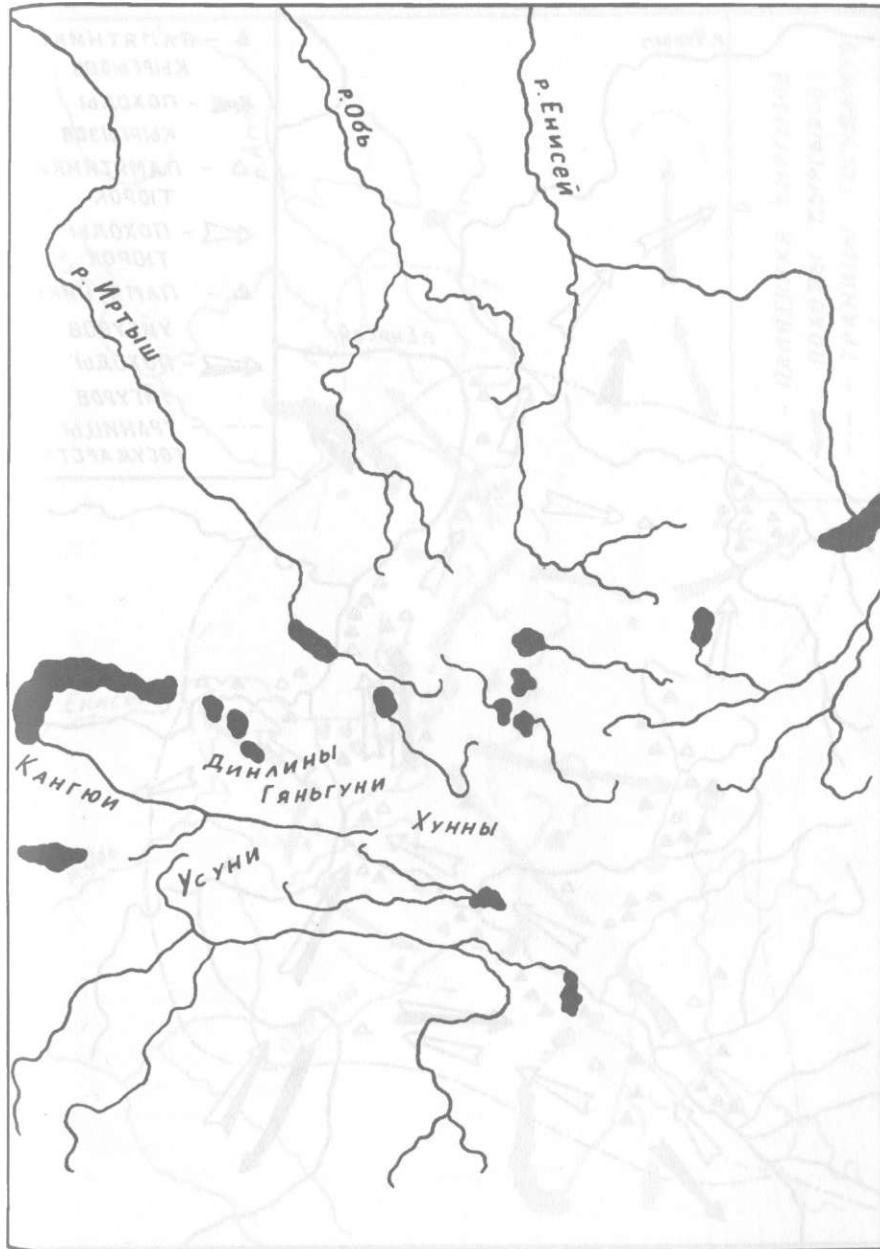 р. Обь
р. Енисей
р. Иртыш
Кангюи
Динлины
Гяньгуни
Хунны
Усуни